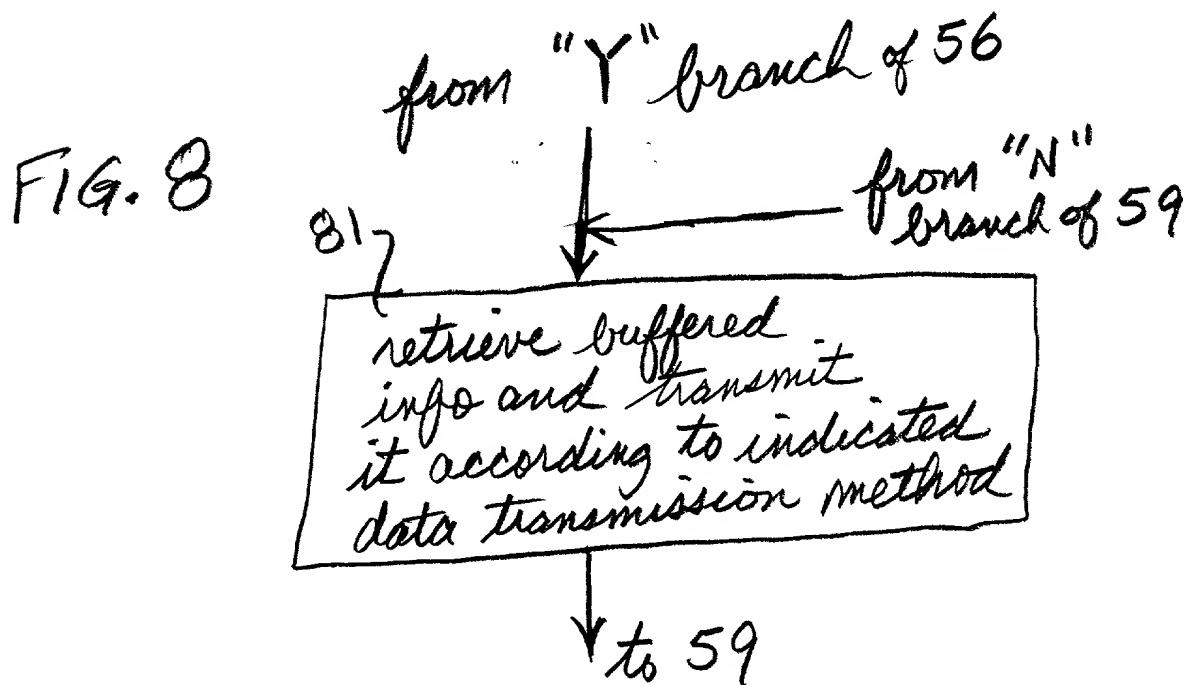 from "Y" branch of 56
FIG. 8
from "N"
branch of 59
81
retrieve buffered
info and transmit
it according to indicated
data transmission method
to 59